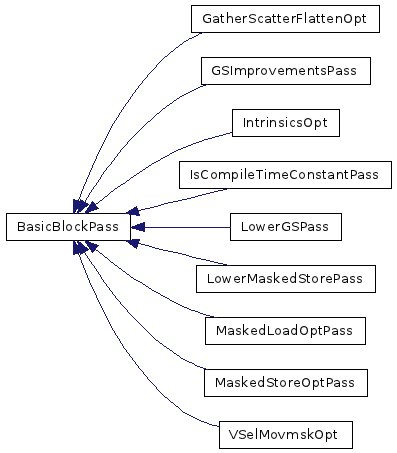 GatherScatterFlattenOpt
GSImprovementsPass
IntrinsicsOpt
IsCompileTimeConstantPass
BasicBlockPass
LowerGSPass
LowerMaskedStorePass
MaskedLoadOptPass
MaskedStoreOptPass
VSelMovmskOpt